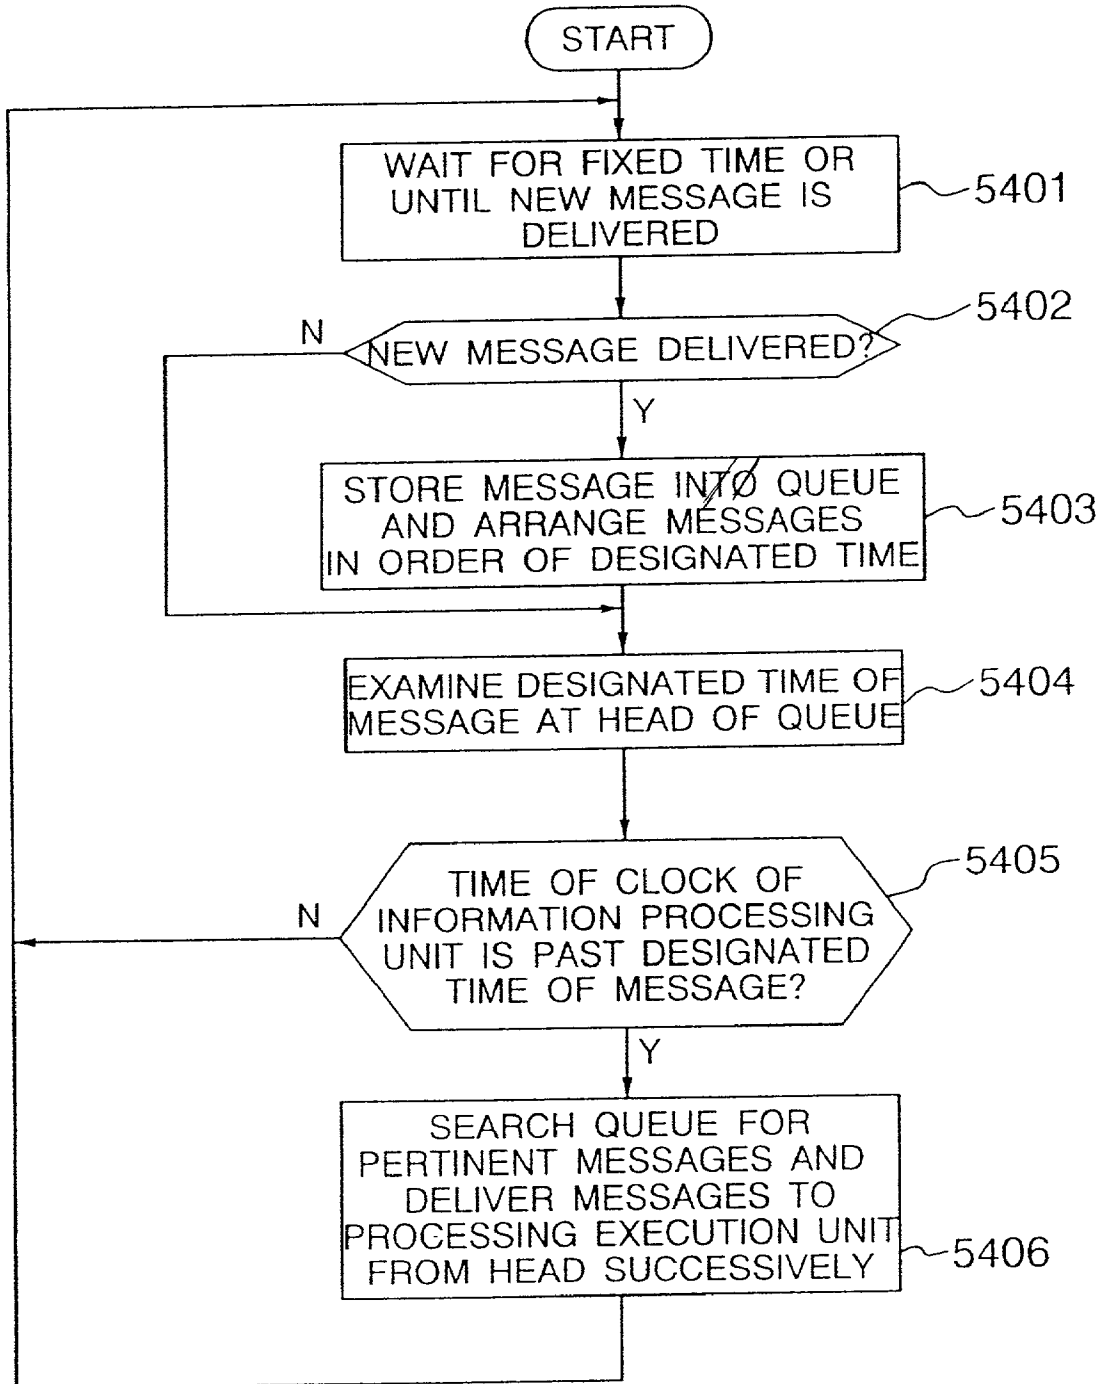 START
WAIT FOR FIXED TIME OR
UNTIL NEW MESSAGE IS
DELIVERED
5401
5402
N
NEW MESSAGE DELIVERED?
Y
STORE MESSAGE INTO QUEUE
AND ARRANGE MESSAGES
IN ORDER OF DESIGNATED TIME
5403
EXAMINE DESIGNATED TIME OF
MESSAGE AT HEAD OF QUEUE
5404
5405
N
TIME OF CLOCK OF
INFORMATION PROCESSING
UNIT IS PAST DESIGNATED
TIME OF MESSAGE?
Y
SEARCH QUEUE FOR
PERTINENT MESSAGES AND
DELIVER MESSAGES TO
PROCESSING EXECUTION UNIT
FROM HEAD SUCCESSIVELY
5406